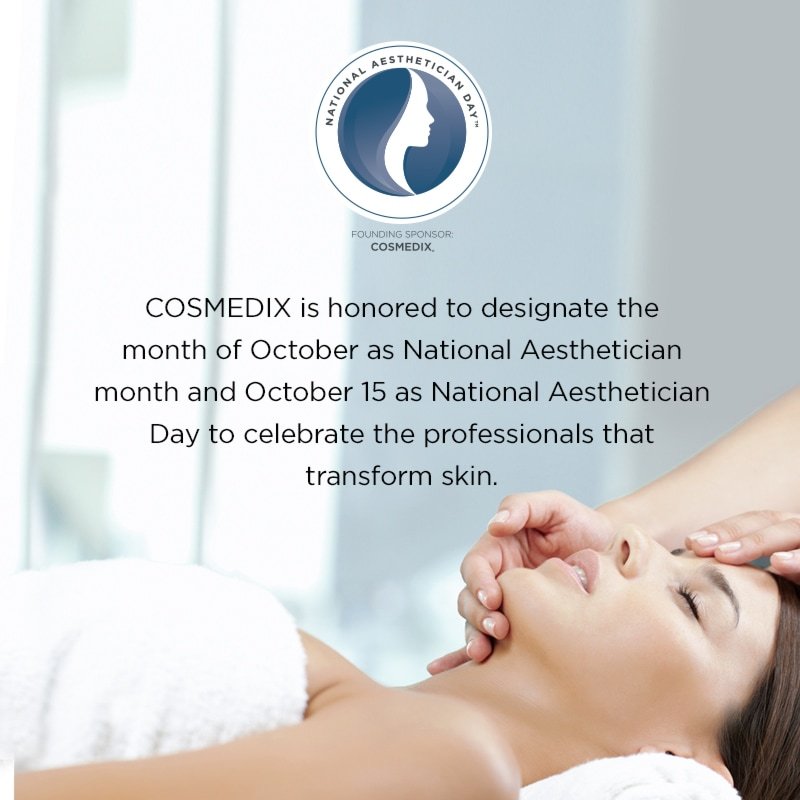 NATIONAL AESTHETICIAN DAY™
FOUNDING SPONSOR:
COSMEDIX.
COSMEDIX is honored to designate the
month of October as National Aesthetician
month and October 15 as National Aesthetician
Day to celebrate the professionals that
transform skin.